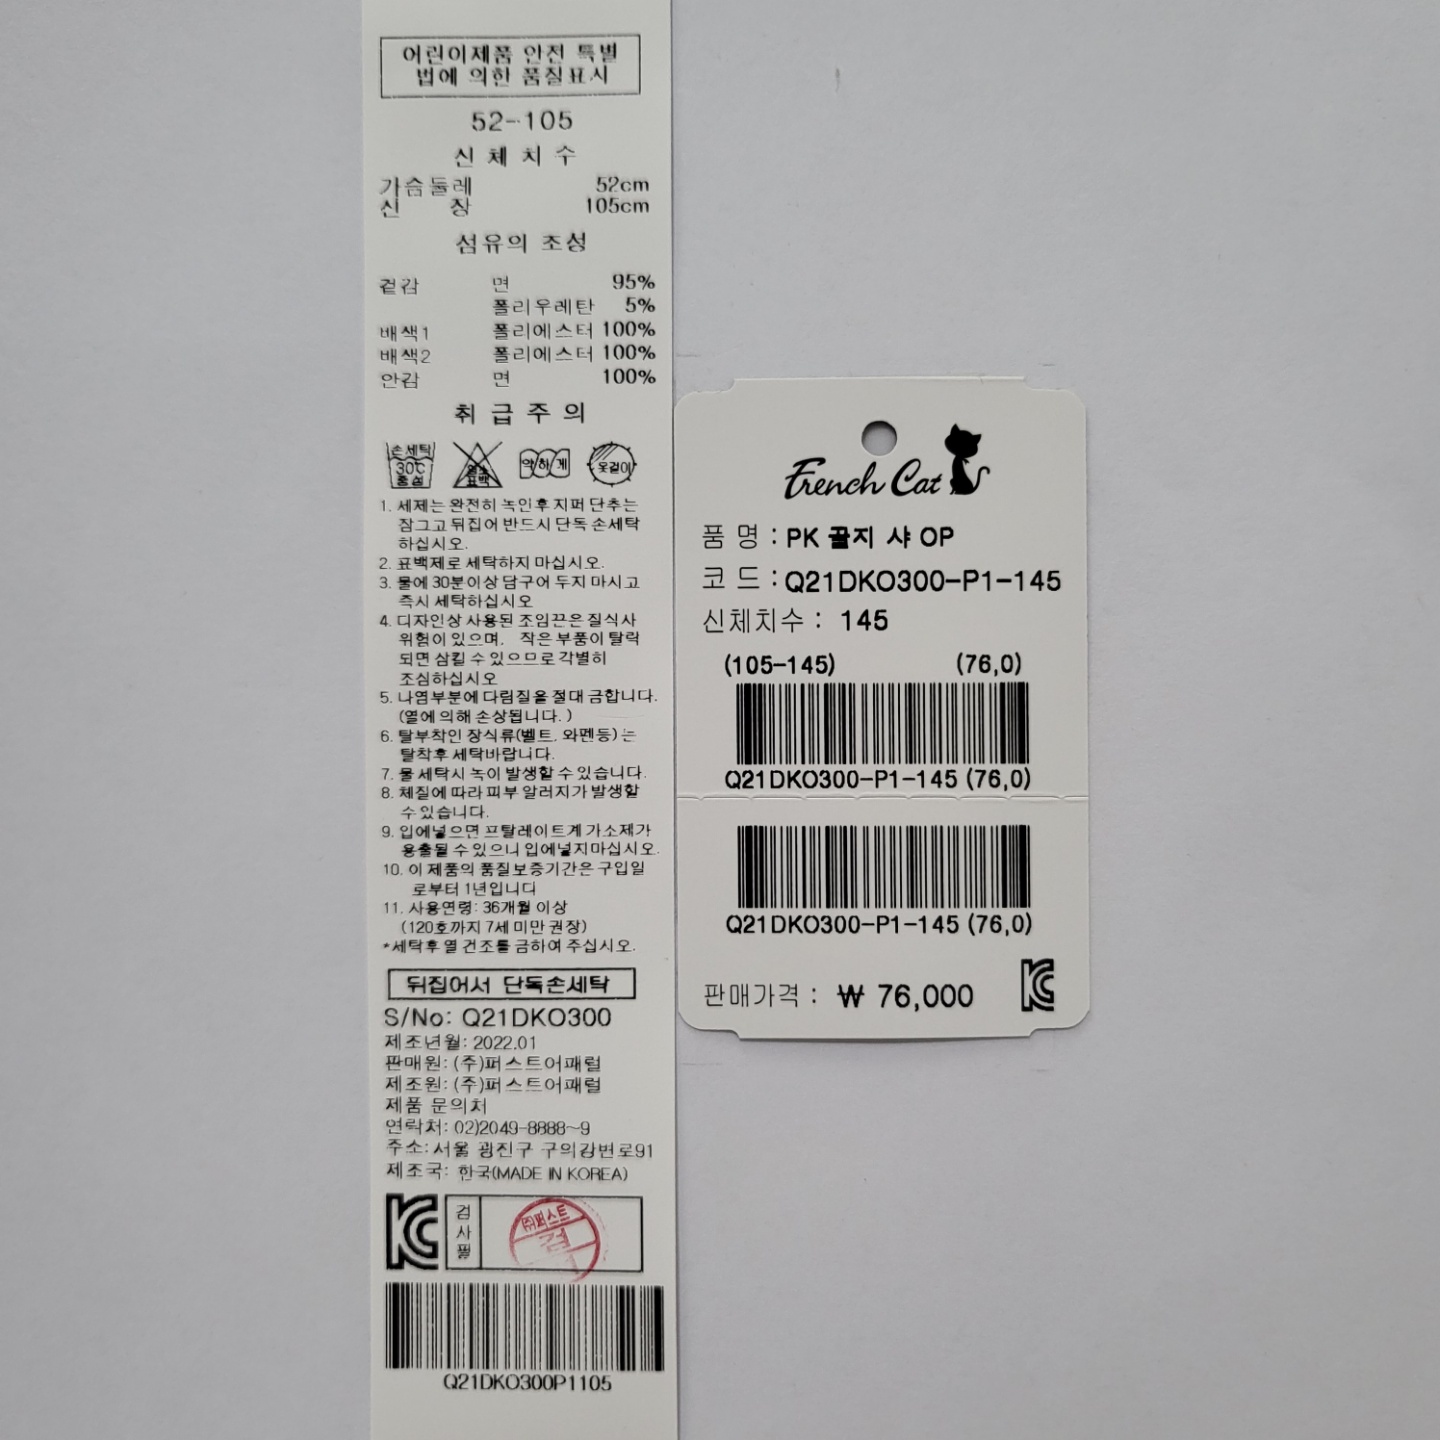 어린이제품 안전 특별
법에 의한 품질표시
52-105
신 체 치 수
가슴둘레 52cm
신 장 105cm
섬유의 조성
겉감 면 95%
폴리우레탄 5%
배색1 폴리에스터 100%
배색2 폴리에스터 100%
안감 면 100%
취 급 주 의
손세탁 30℃ 중성
염소 표백
약하게
옷걸이
1. 세제는 완전히 녹인후 지퍼 단추는
잠그고 뒤집어 반드시 단독 손세탁
하십시오.
2. 표백제로 세탁하지 마십시오.
3. 물에 30분이상 담구어 두지 마시고
즉시 세탁하십시오
4. 디자인상 사용된 조임끈은 질식사
위험이 있으며, 작은 부품이 탈락
되면 삼킬 수 있으므로 각별히
조심하십시오
5. 나염부분에 다림질을 절대 금합니다.
(열에 의해 손상됩니다.)
6. 탈부착인 장식류(벨트, 와펜등)는
탈착후 세탁바랍니다.
7. 물 세탁시 녹이 발생할 수 있습니다.
8. 체질에 따라 피부 알러지가 발생할
수 있습니다.
9. 입에넣으면 프탈레이트계 가소제가
용출될 수 있으니 입에넣지마십시오.
10. 이 제품의 품질보증기간은 구입일
로부터 1년입니다
11. 사용연령: 36개월 이상
(120호까지 7세 미만 권장)
*세탁후 열 건조를 금하여 주십시오.
뒤집어서 단독손세탁
S/No: Q21DKO300
제조년월: 2022.01
판매원: (주)퍼스트어패럴
제조원: (주)퍼스트어패럴
제품 문의처
연락처: 02)2049-8888~9
주소: 서울 광진구 구의강변로91
제조국: 한국(MADE IN KOREA)
KC 검사필
㈜퍼스트
검
Q21DKO300P1105
French Cat
품 명 : PK 골지 샤 OP
코 드 : Q21DKO300-P1-145
신체치수 : 145
(105-145) (76,0)
Q21DKO300-P1-145 (76,0)
Q21DKO300-P1-145 (76,0)
판매가격 : ₩ 76,000 KC